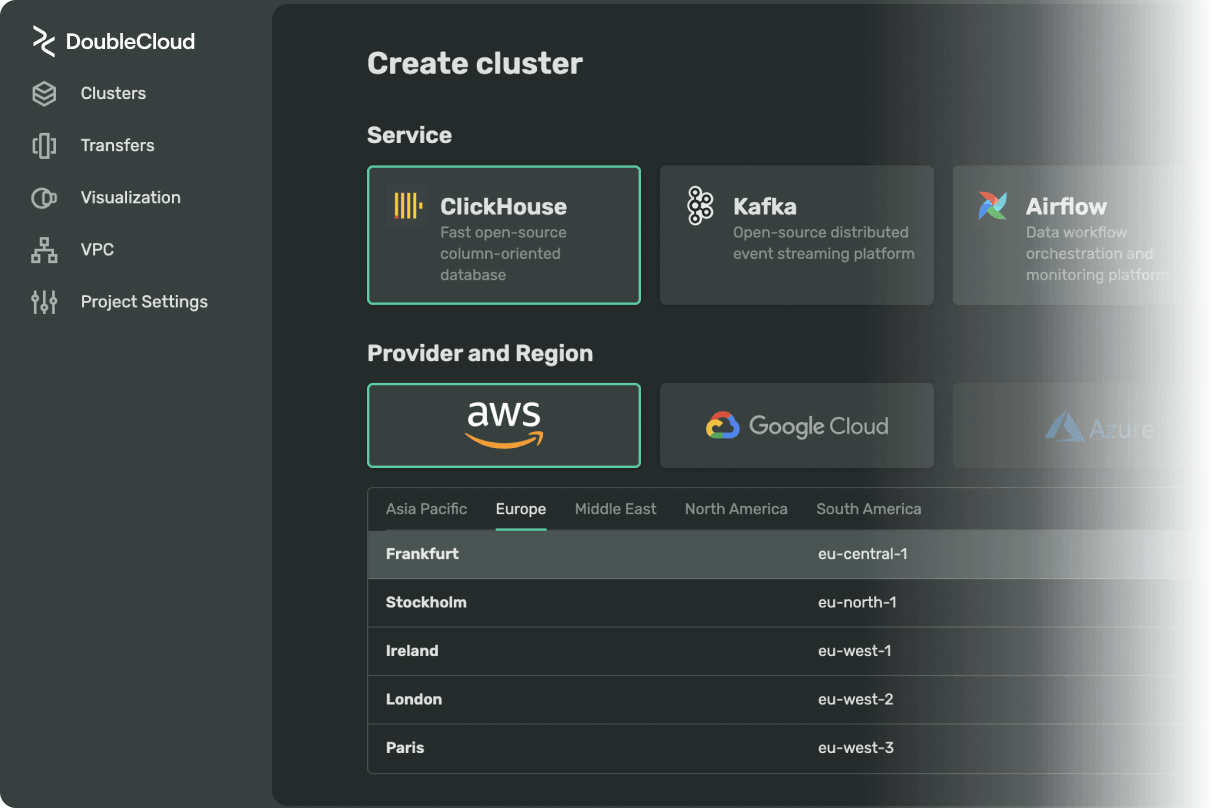 DoubleCloud
Clusters
Transfers
Visualization
VPC
Project Settings
Create cluster
Service
ClickHouse
Fast open-source
column-oriented
database
Kafka
Open-source distributed
event streaming platform
Airflow
Data workflow
orchestration and
monitoring platform
Provider and Region
aws
Google Cloud
Azure
Asia Pacific Europe Middle East North America South America
Frankfurt eu-central-1
Stockholm eu-north-1
Ireland eu-west-1
London eu-west-2
Paris eu-west-3